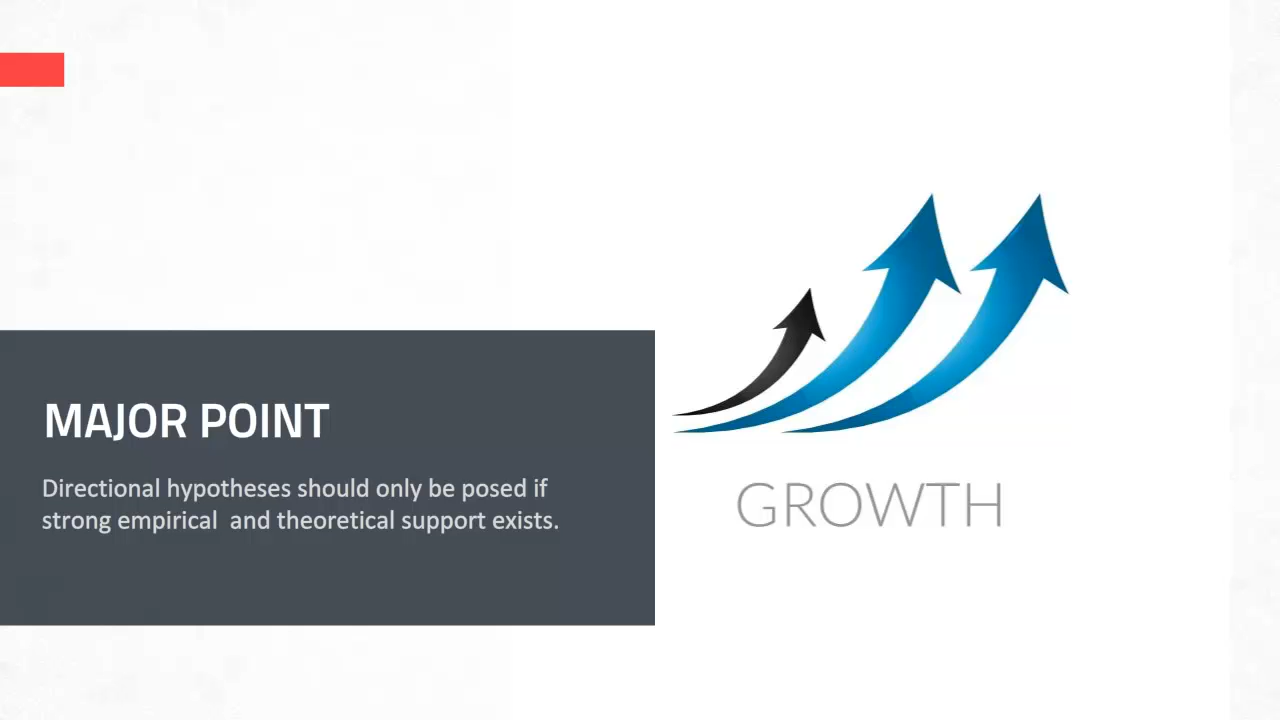 MAJOR POINT
Directional hypotheses should only be posed if
strong empirical  and theoretical support exists.
GROWTH